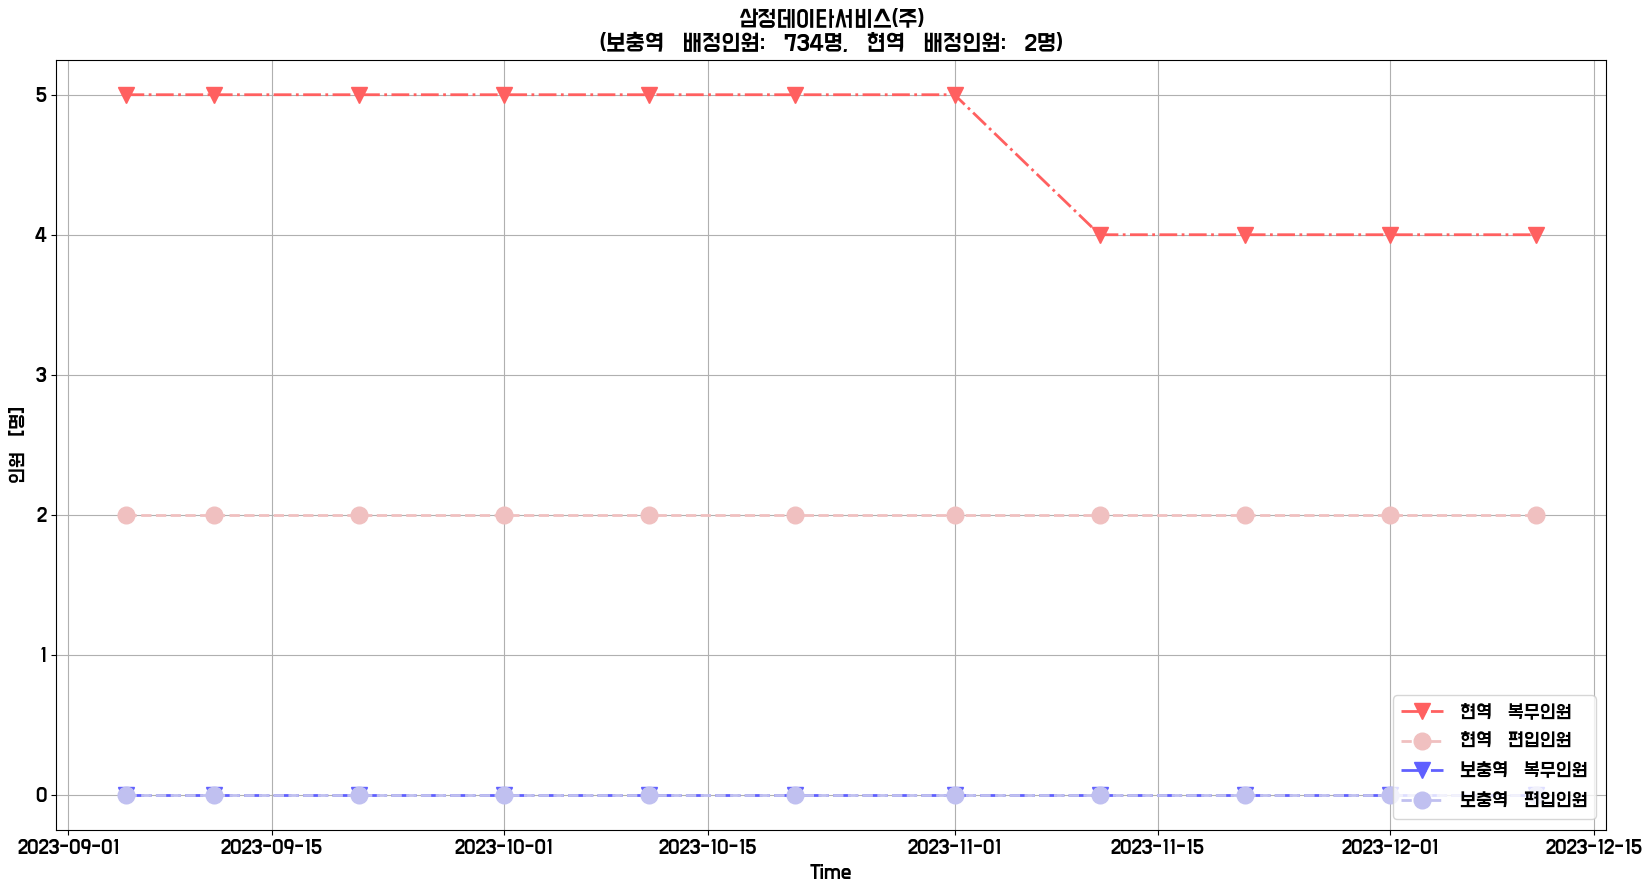 삼정데이타서비스(주)
(보충역 배정인원: 734명, 현역 배정인원: 2명)
5
4
3
2
1
0
인원 [명]
현역 복무인원
현역 편입인원
보충역 복무인원
보충역 편입인원
2023-09-01 2023-09-15 2023-10-01 2023-10-15 2023-11-01 2023-11-15 2023-12-01 2023-12-15
Time